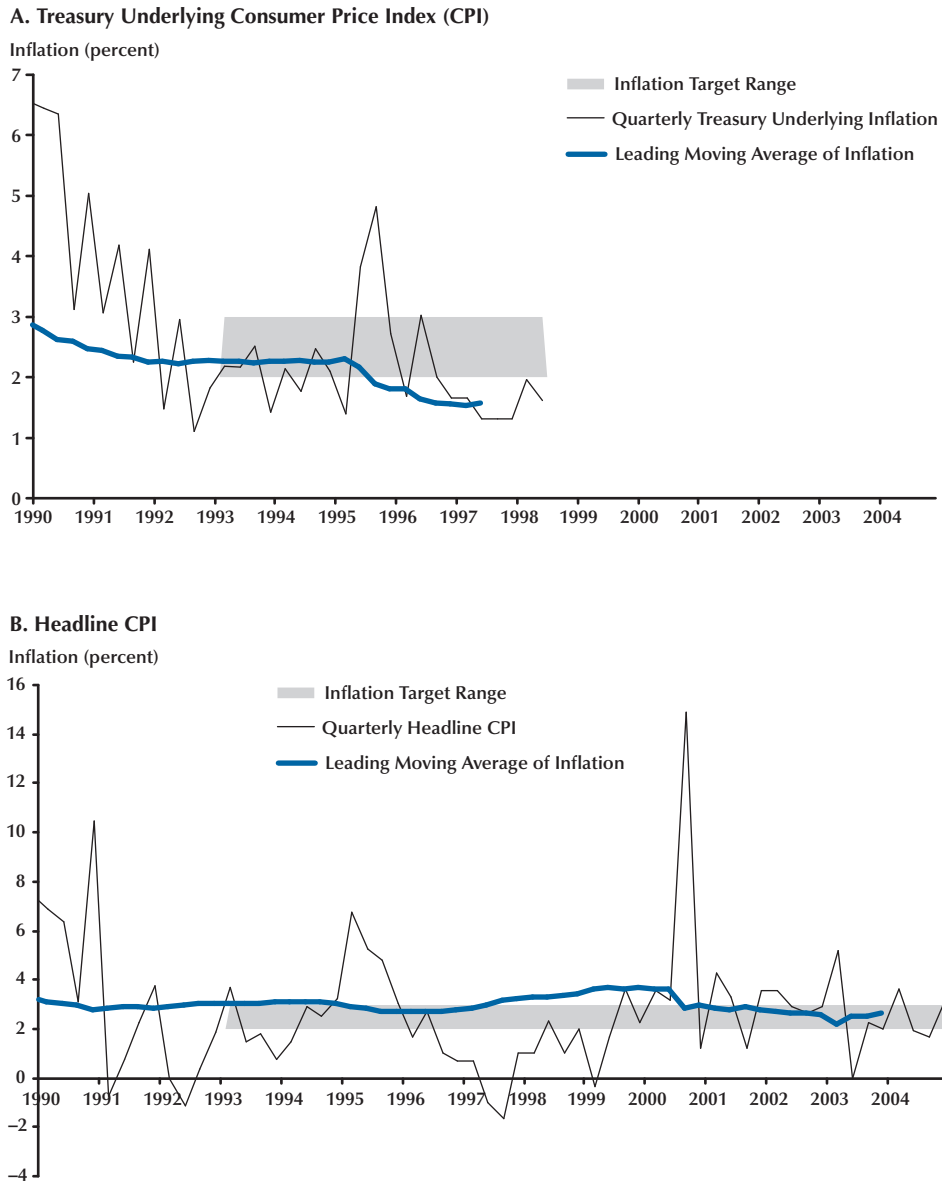 A. Treasury Underlying Consumer Price Index (CPI)
Inflation (percent)
7
Inflation Target Range
Quarterly Treasury Underlying Inflation
Leading Moving Average of Inflation
6
5
4
3
2
1
0
1990 1991 1992 1993 1994 1995 1996 1997 1998 1999 2000 2001 2002 2003 2004
B. Headline CPI
Inflation (percent)
16
Inflation Target Range
Quarterly Headline CPI
Leading Moving Average of Inflation
14
12
10
8
6
4
2
0
1990 1991 1992 1993 1994 1995 1996 1997 1998 1999 2000 2001 2002 2003 2004
–2
–4